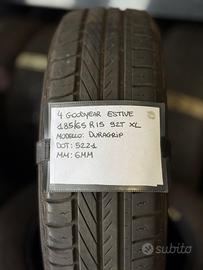 4 GOODYEAR ESTIVE
185/65 R15 92T XL
MODELLO: DURAGRIP
DOT: 5221
MM: 6MM
subito